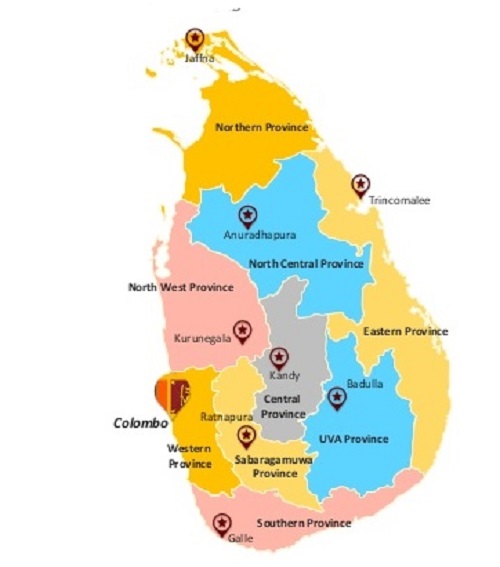 Jaffna
Northern Province
Trincomalee
Anuradhapura
North Central Province
North West Province
Eastern Province
Kurunegala
Kandy
Badulla
Central
Province
Ratnapura
Colombo
UVA Province
Western
Province
Sabaragamuwa
Province
Southern Province
Galle